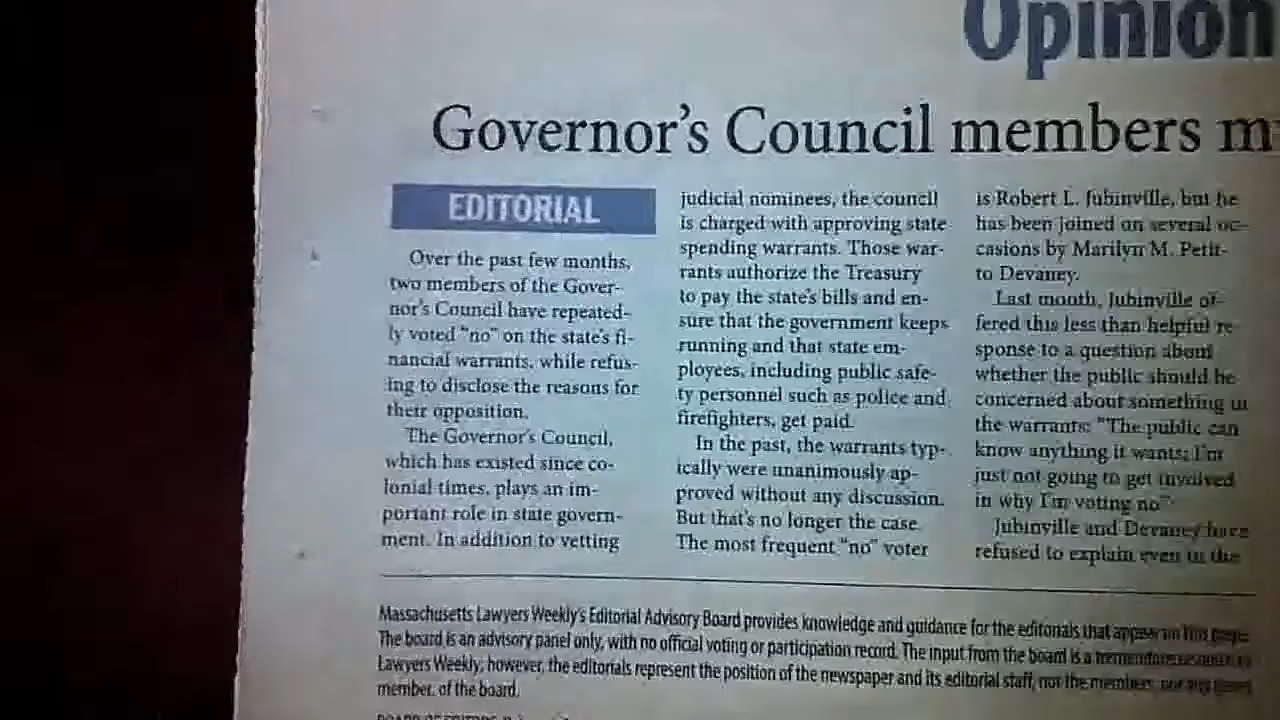 Opinion
Governor's Council members m
EDITORIAL
Over the past few months,
two members of the Gover-
nor's Council have repeated-
ly voted "no" on the state's fi-
nancial warrants, while refus-
ing to disclose the reasons for
their opposition.
The Governor's Council,
which has existed since co-
lonial times, plays an im-
portant role in state govern-
ment. In addition to vetting
judicial nominees, the council
is charged with approving state
spending warrants. Those war-
rants authorize the Treasury
to pay the state's bills and en-
sure that the government keeps
running and that state em-
ployees, including public safe-
ty personnel such as police and
firefighters, get paid.
In the past, the warrants typ-
ically were unanimously ap-
proved without any discussion.
But that's no longer the case.
The most frequent "no" voter
is Robert L. Jubinville, but he
has been joined on several oc-
casions by Marilyn M. Petit-
to Devaney.
Last month, Jubinville of-
fered this less than helpful re-
sponse to a question about
whether the public should be
concerned about something in
the warrants: "The public can
know anything it wants; I'm
just not going to get involved
in why I'm voting no."
Jubinville and Devaney have
refused to explain even to the
Massachusetts Lawyers Weekly's Editorial Advisory Board provides knowledge and guidance for the editorials that appear on this page.
The board is an advisory panel only, with no official voting or participation record. The input from the board is a tremendous resource to
Lawyers Weekly; however, the editorials represent the position of the newspaper and its editorial staff, not the members, nor any given
member, of the board.
BOARD OF EDITORS